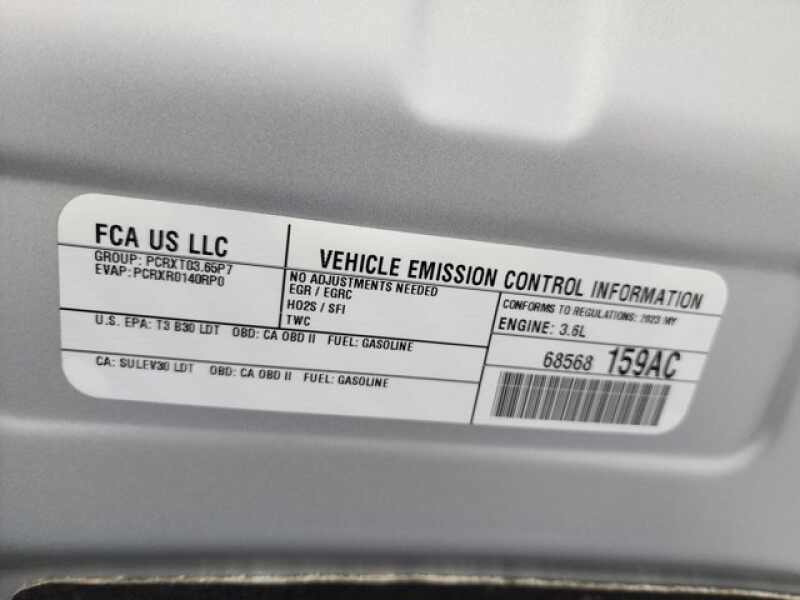 FCA US LLC
GROUP: PCRXT03.65P7
EVAP: PCRXR0140RP0
VEHICLE EMISSION CONTROL INFORMATION
NO ADJUSTMENTS NEEDED
EGR / EGRC
HO2S / SFI
TWC
CONFORMS TO REGULATIONS: 2023 MY
ENGINE: 3.6L
U.S. EPA: T3 B30 LDT OBD: CA OBD II FUEL: GASOLINE
CA: SULEV30 LDT OBD: CA OBD II FUEL: GASOLINE
68568 159AC